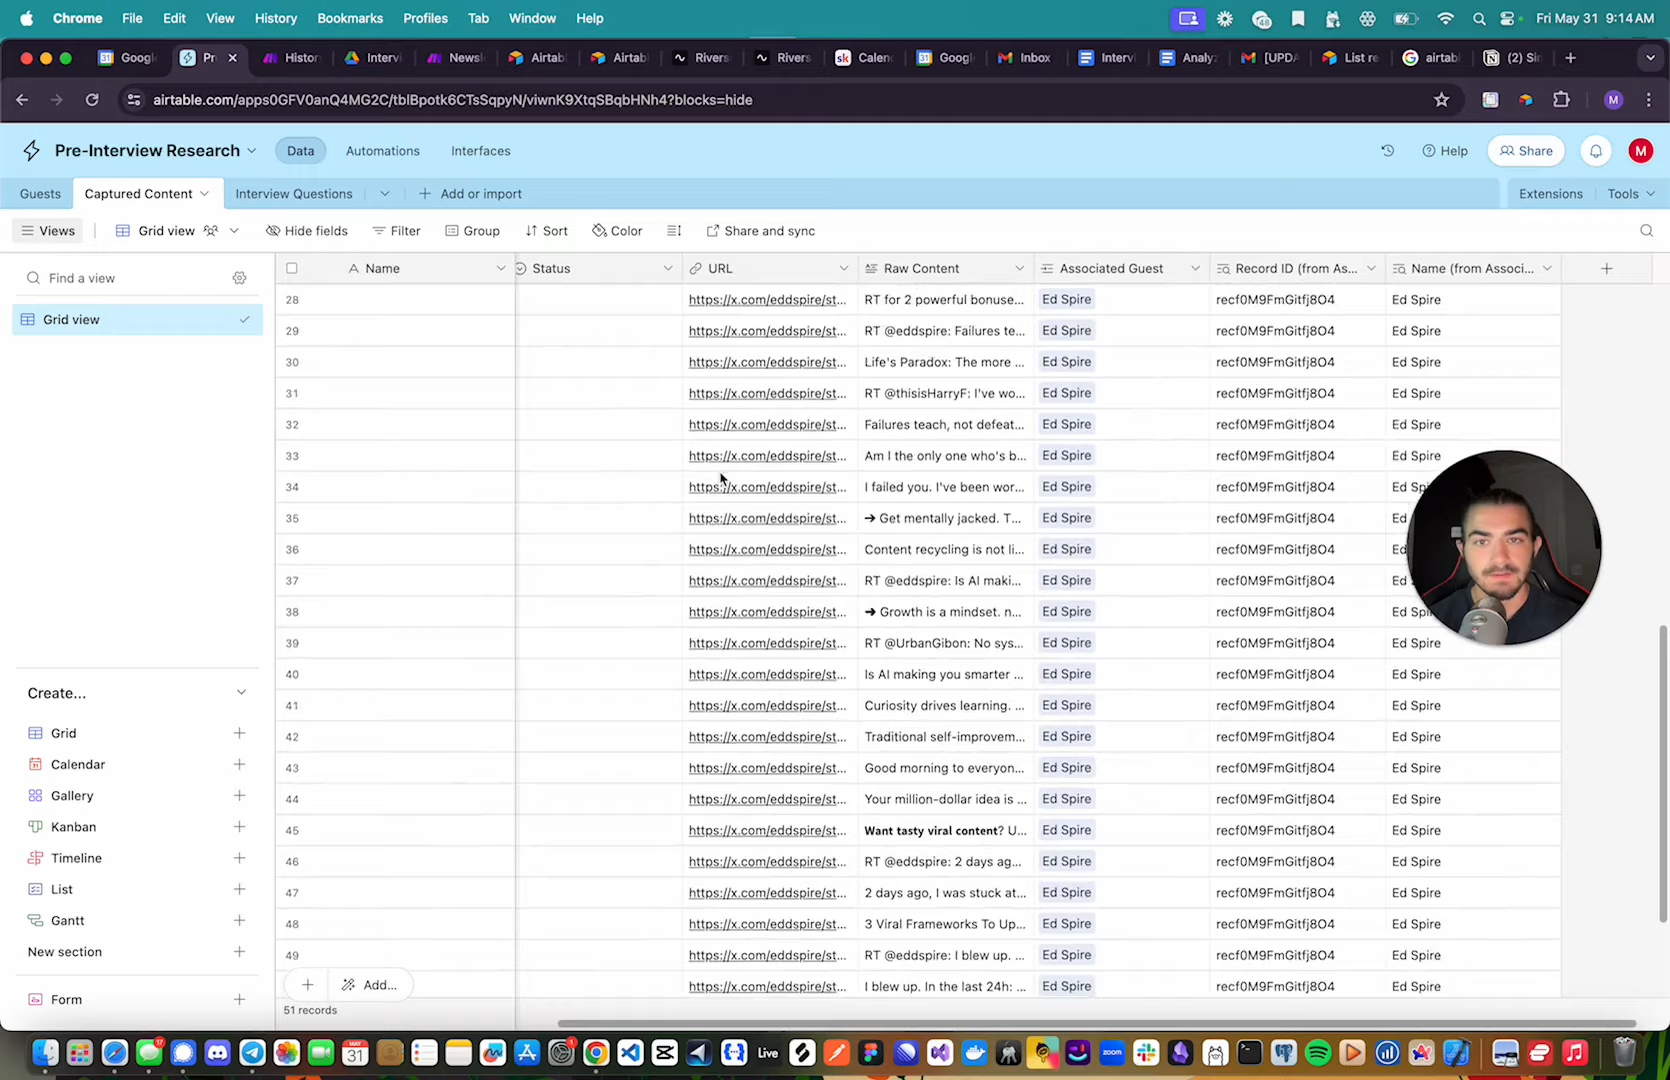 Chrome File Edit View History Bookmarks Profiles Tab Window Help
48
Fri May 31 9:14 AM
31 Google
Pr
Histor
Intervi
Newsl
Airtab
Airtab
Rivers
Rivers
sk Calen
31 Goog
Inbox
Interv
Analyz
[UPDA
List re
airtab
(2) Sin
airtable.com/apps0GFV0anQ4MG2C/tblBpotk6CTsSqpyN/viwnK9XtqSBqbHNh4?blocks=hide
M
Pre-Interview Research
Data Automations Interfaces
Help
Share
M
Guests
Captured Content
Interview Questions
Add or import
Extensions
Tools
Views
Grid view
Hide fields
Filter
Group
Sort
Color
Share and sync
Find a view
Grid view
Create...
Grid
Calendar
Gallery
Kanban
Timeline
List
Gantt
New section
Form
Name Status URL Raw Content Associated Guest Record ID (from As... Name (from Associ...
28 https://x.com/eddspire/st... RT for 2 powerful bonuse... Ed Spire recf0M9FmGitfj8O4 Ed Spire
29 https://x.com/eddspire/st... RT @eddspire: Failures te... Ed Spire recf0M9FmGitfj8O4 Ed Spire
30 https://x.com/eddspire/st... Life's Paradox: The more ... Ed Spire recf0M9FmGitfj8O4 Ed Spire
31 https://x.com/eddspire/st... RT @thisisHarryF: I've wo... Ed Spire recf0M9FmGitfj8O4 Ed Spire
32 https://x.com/eddspire/st... Failures teach, not defeat... Ed Spire recf0M9FmGitfj8O4 Ed Spire
33 https://x.com/eddspire/st... Am I the only one who's b... Ed Spire recf0M9FmGitfj8O4 Ed Spire
34 https://x.com/eddspire/st... I failed you. I've been wor... Ed Spire recf0M9FmGitfj8O4 Ed Spi
35 https://x.com/eddspire/st... → Get mentally jacked. T... Ed Spire recf0M9FmGitfj8O4 Ed
36 https://x.com/eddspire/st... Content recycling is not li... Ed Spire recf0M9FmGitfj8O4 Ed
37 https://x.com/eddspire/st... RT @eddspire: Is AI maki... Ed Spire recf0M9FmGitfj8O4 Ed
38 https://x.com/eddspire/st... ➜ Growth is a mindset. n... Ed Spire recf0M9FmGitfj8O4 Ed Sp
39 https://x.com/eddspire/st... RT @UrbanGibon: No sys... Ed Spire recf0M9FmGitfj8O4 Ed Spire
40 https://x.com/eddspire/st... Is AI making you smarter ... Ed Spire recf0M9FmGitfj8O4 Ed Spire
41 https://x.com/eddspire/st... Curiosity drives learning. ... Ed Spire recf0M9FmGitfj8O4 Ed Spire
42 https://x.com/eddspire/st... Traditional self-improvem... Ed Spire recf0M9FmGitfj8O4 Ed Spire
43 https://x.com/eddspire/st... Good morning to everyon... Ed Spire recf0M9FmGitfj8O4 Ed Spire
44 https://x.com/eddspire/st... Your million-dollar idea is ... Ed Spire recf0M9FmGitfj8O4 Ed Spire
45 https://x.com/eddspire/st... Want tasty viral content? U... Ed Spire recf0M9FmGitfj8O4 Ed Spire
46 https://x.com/eddspire/st... RT @eddspire: 2 days ag... Ed Spire recf0M9FmGitfj8O4 Ed Spire
47 https://x.com/eddspire/st... 2 days ago, I was stuck at... Ed Spire recf0M9FmGitfj8O4 Ed Spire
48 https://x.com/eddspire/st... 3 Viral Frameworks To Up... Ed Spire recf0M9FmGitfj8O4 Ed Spire
49 https://x.com/eddspire/st... RT @eddspire: I blew up. ... Ed Spire recf0M9FmGitfj8O4 Ed Spire
https://x.com/eddspire/st... I blew up. In the last 24h: ... Ed Spire recf0M9FmGitfj8O4 Ed Spire
Add...
51 records
17
MAY
31
1
Live
zoom